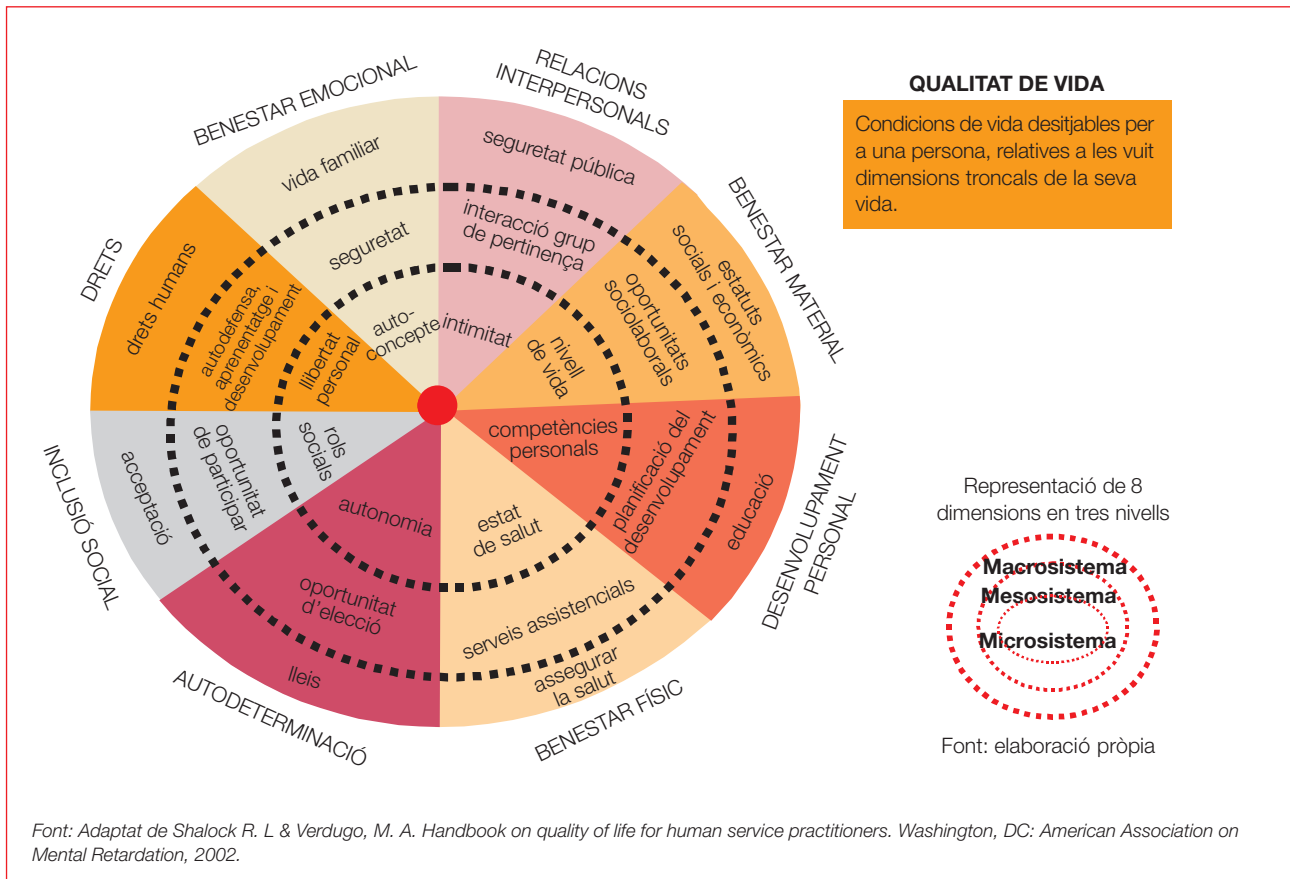 BENESTAR EMOCIONAL
vida familiar
seguretat
auto-
concepte
RELACIONS
INTERPERSONALS
seguretat pública
interacció grup
de pertinença
intimitat
BENESTAR MATERIAL
estatuts
socials i econòmics
oportunitats
sociolaborals
nivell
de vida
DESENVOLUPAMENT
PERSONAL
educació
planificació del
desenvolupament
competències
personals
BENESTAR FÍSIC
assegurar
la salut
serveis assistencials
estat
de salut
AUTODETERMINACIÓ
lleis
oportunitat
d'elecció
autonomia
INCLUSIÓ SOCIAL
acceptació
oportunitat
de participar
rols
socials
DRETS
drets humans
autodefensa,
aprenentatge i
desenvolupament
llibertat
personal
QUALITAT DE VIDA
Condicions de vida desitjables per
a una persona, relatives a les vuit
dimensions troncals de la seva
vida.
Representació de 8
dimensions en tres nivells
Macrosistema
Mesosistema
Microsistema
Font: elaboració pròpia
Font: Adaptat de Shalock R. L & Verdugo, M. A. Handbook on quality of life for human service practitioners. Washington, DC: American Association on
Mental Retardation, 2002.